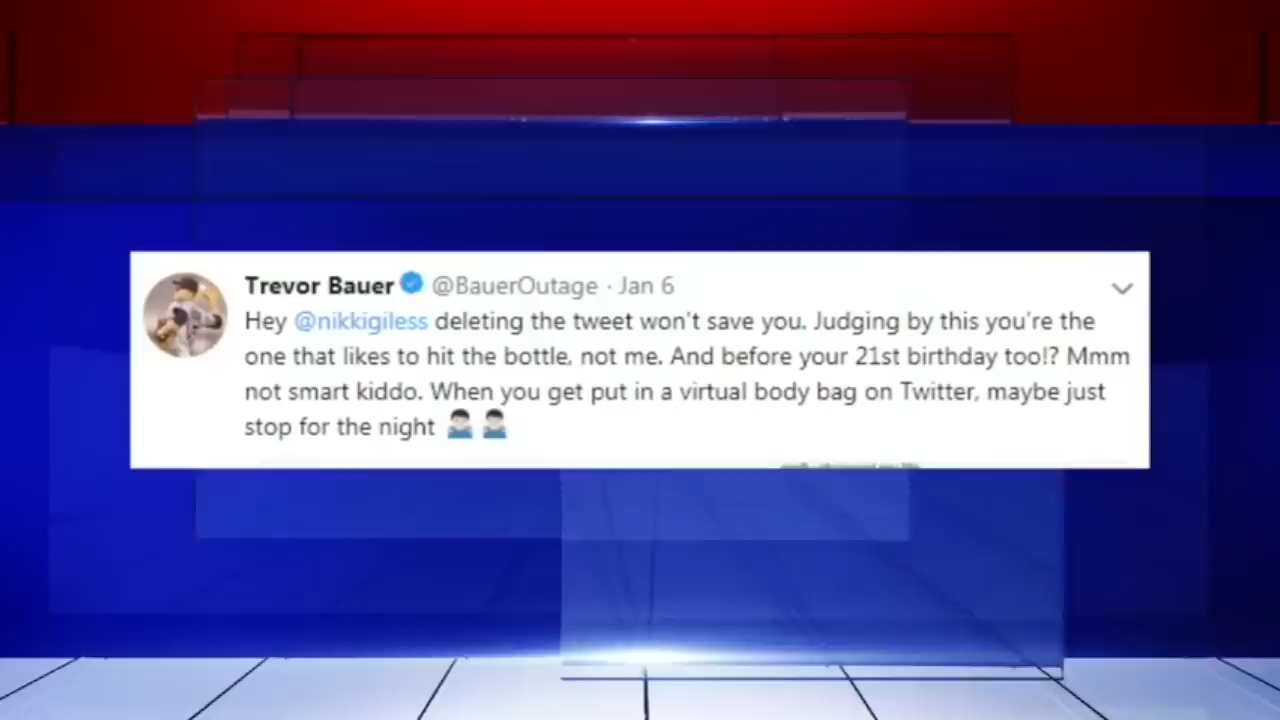 Trevor Bauer @BauerOutage · Jan 6
Hey @nikkigiless deleting the tweet won't save you. Judging by this you're the
one that likes to hit the bottle, not me. And before your 21st birthday too!? Mmm
not smart kiddo. When you get put in a virtual body bag on Twitter, maybe just
stop for the night